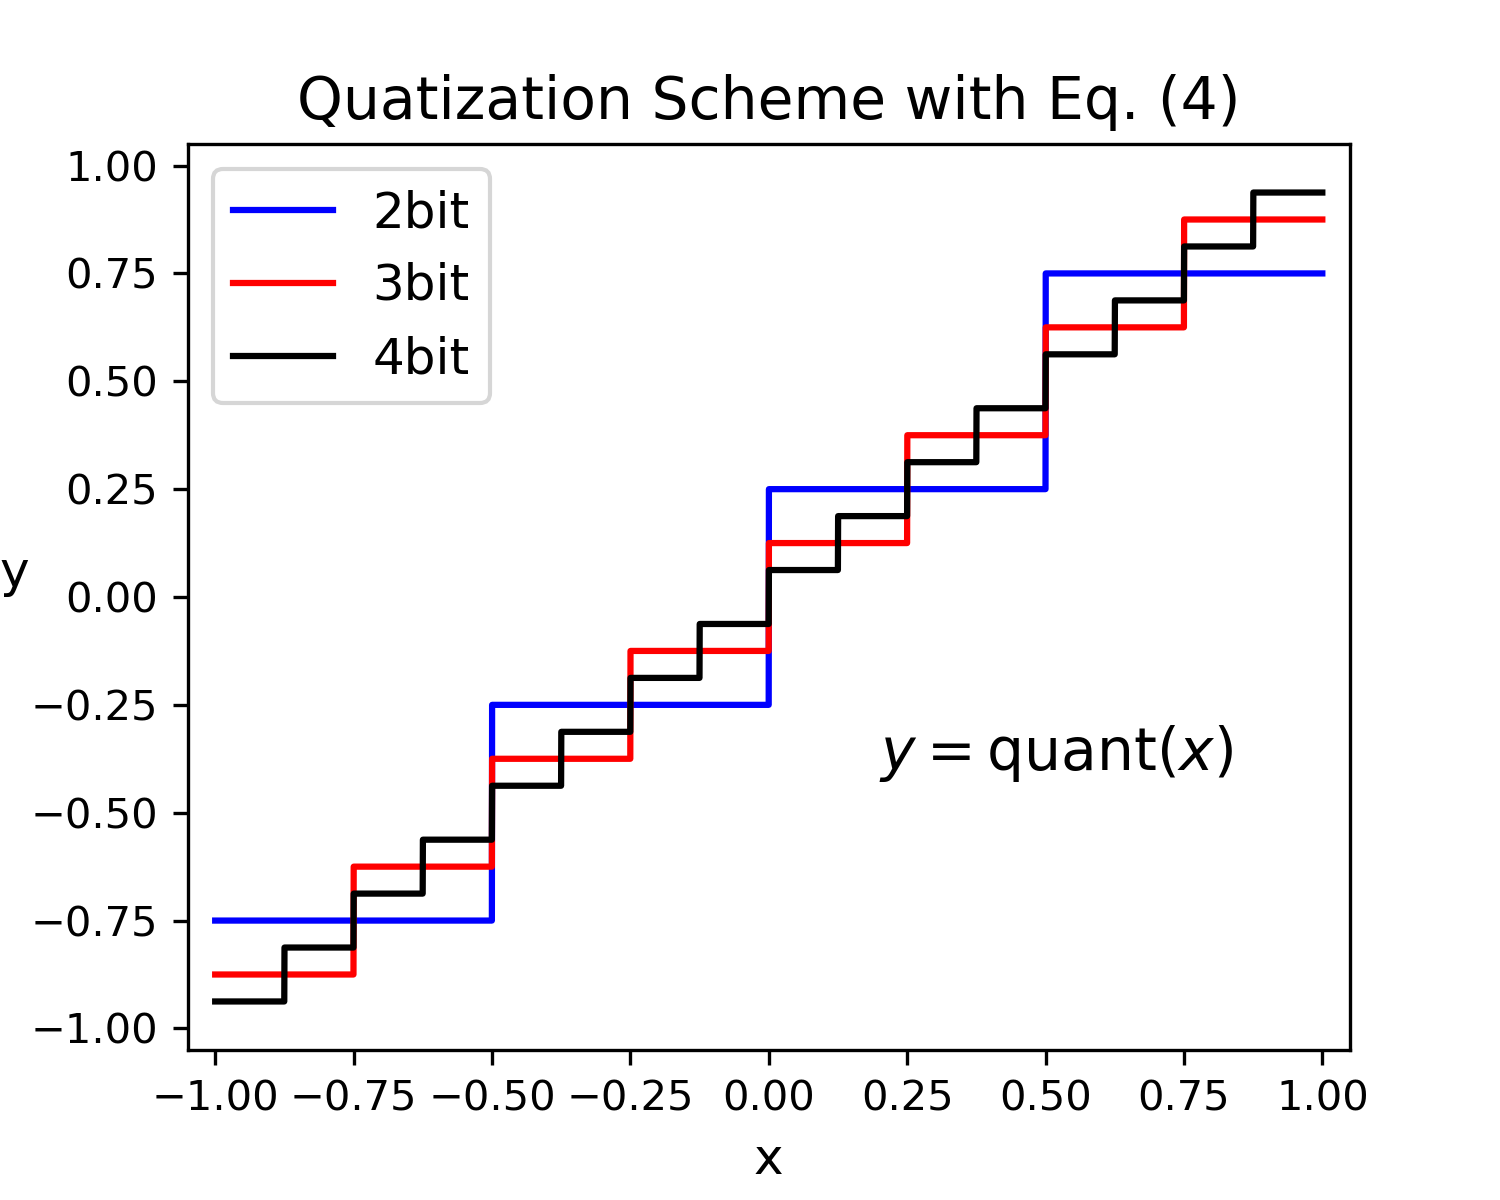 Quatization Scheme with Eq. (4)
1.00
0.75
0.50
0.25
0.00
−0.25
−0.50
−0.75
−1.00
y
2bit
3bit
4bit
y = quant(x)
−1.00 −0.75 −0.50 −0.25 0.00 0.25 0.50 0.75 1.00
x